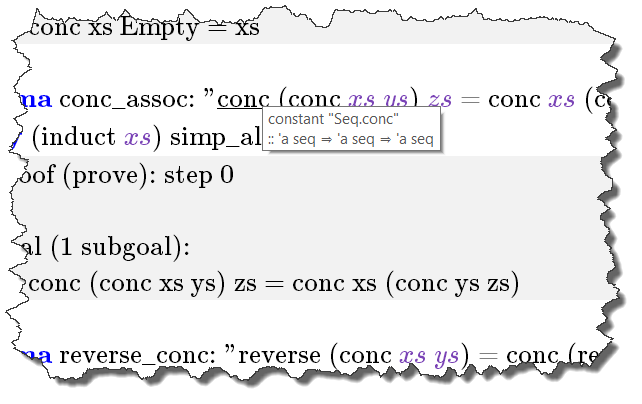 conc xs Empty = xs
ma conc_assoc: "conc (conc xs ys) zs = conc xs (c
(induct xs) simp_al
constant "Seq.conc"
:: 'a seq ⇒ 'a seq ⇒ 'a seq
oof (prove): step 0
al (1 subgoal):
conc (conc xs ys) zs = conc xs (conc ys zs)
ma reverse_conc: "reverse (conc xs ys) = conc (re